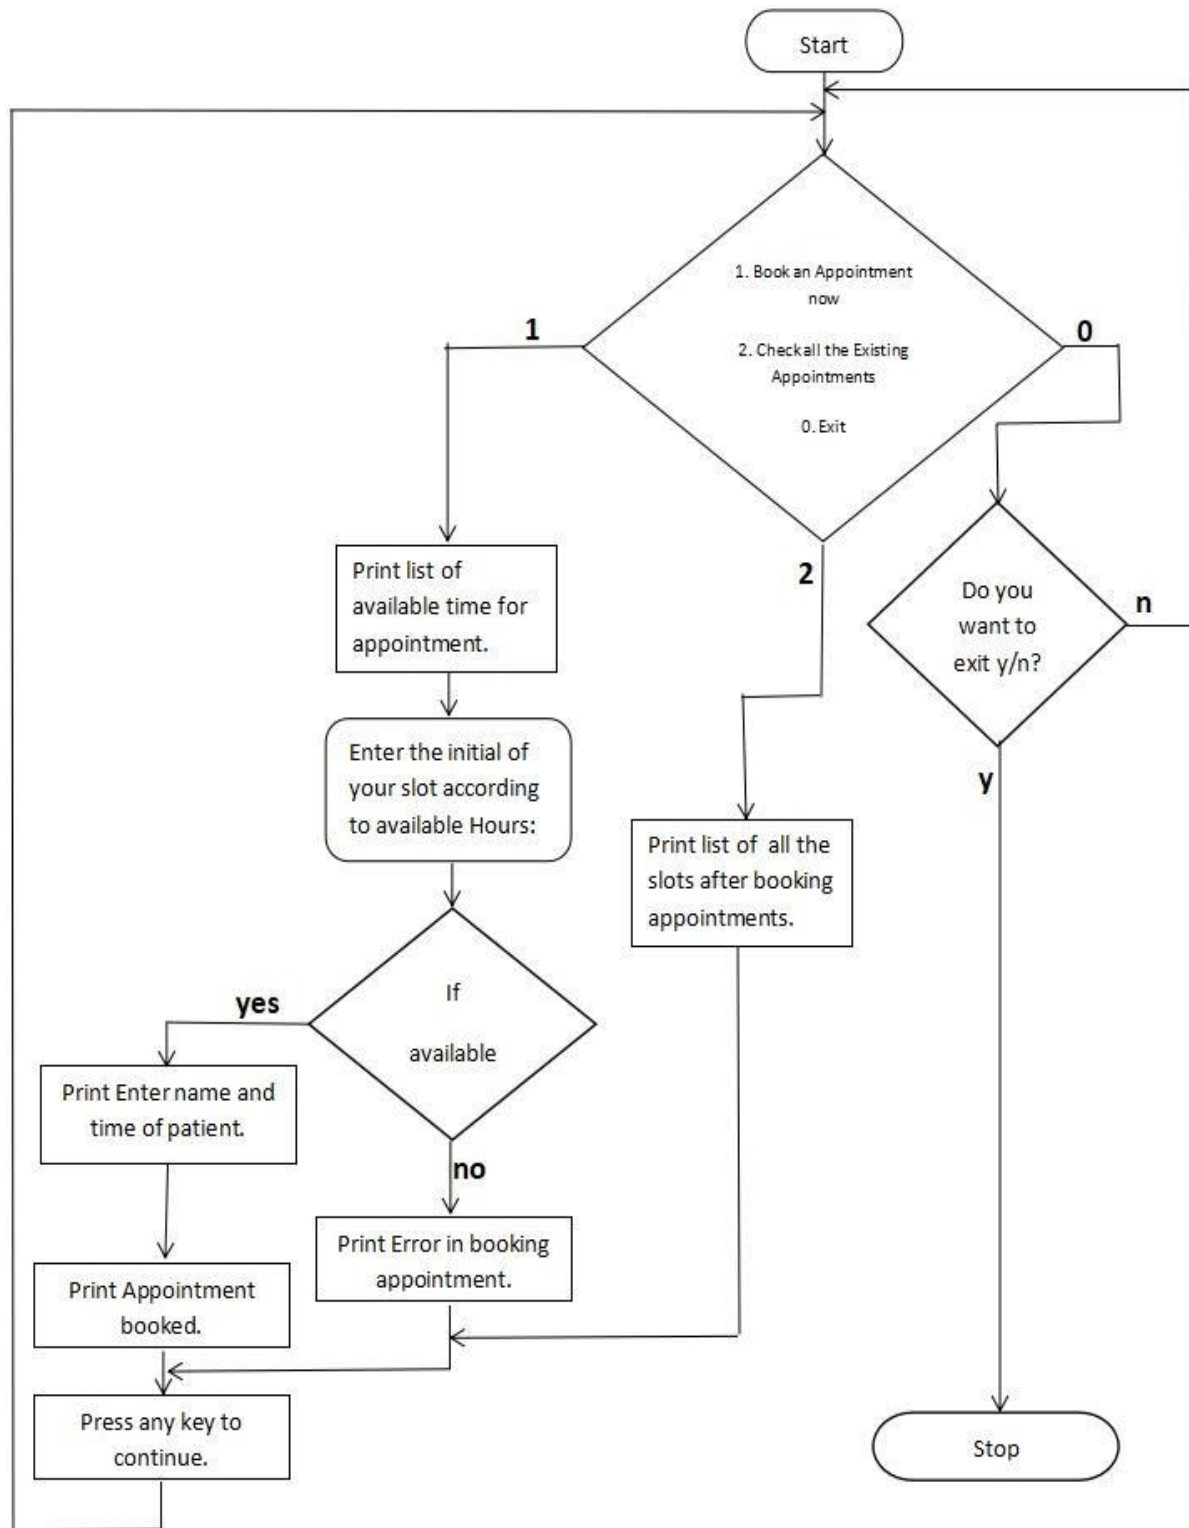 Start
1. Book an Appointment
now
2. Check all the Existing
Appointments
0. Exit
1
0
2
Print list of
available time for
appointment.
Do you
want to
exit y/n?
n
y
Enter the initial of
your slot according
to available Hours:
Print list of all the
slots after booking
appointments.
If
available
yes
no
Print Enter name and
time of patient.
Print Error in booking
appointment.
Print Appointment
booked.
Press any key to
continue.
Stop